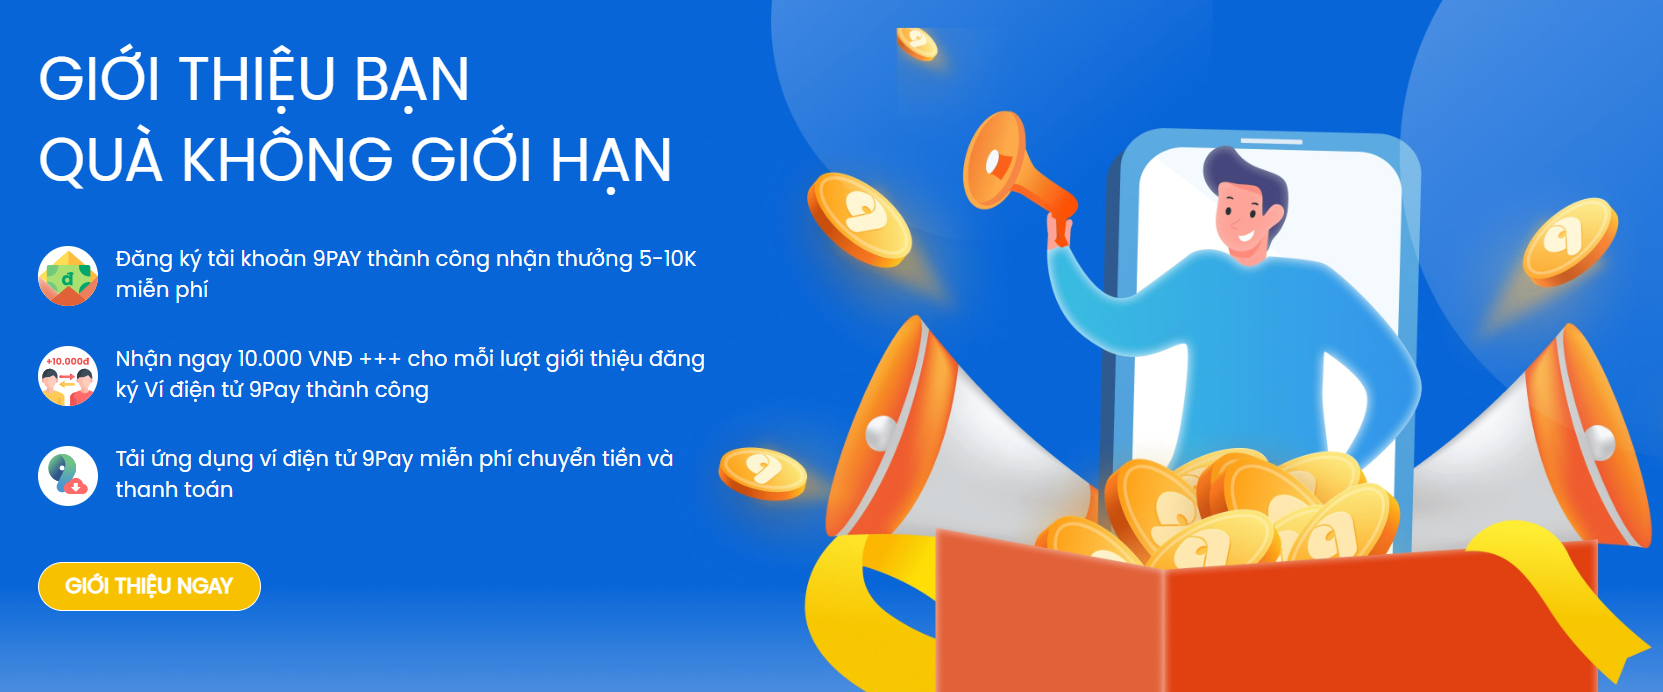 GIỚI THIỆU BẠN
QUÀ KHÔNG GIỚI HẠN
Đăng ký tài khoản 9PAY thành công nhận thưởng 5-10K
miễn phí
+10.000đ
Nhận ngay 10.000 VNĐ +++ cho mỗi lượt giới thiệu đăng
ký Ví điện tử 9Pay thành công
Tải ứng dụng ví điện tử 9Pay miễn phí chuyển tiền và
thanh toán
GIỚI THIỆU NGAY